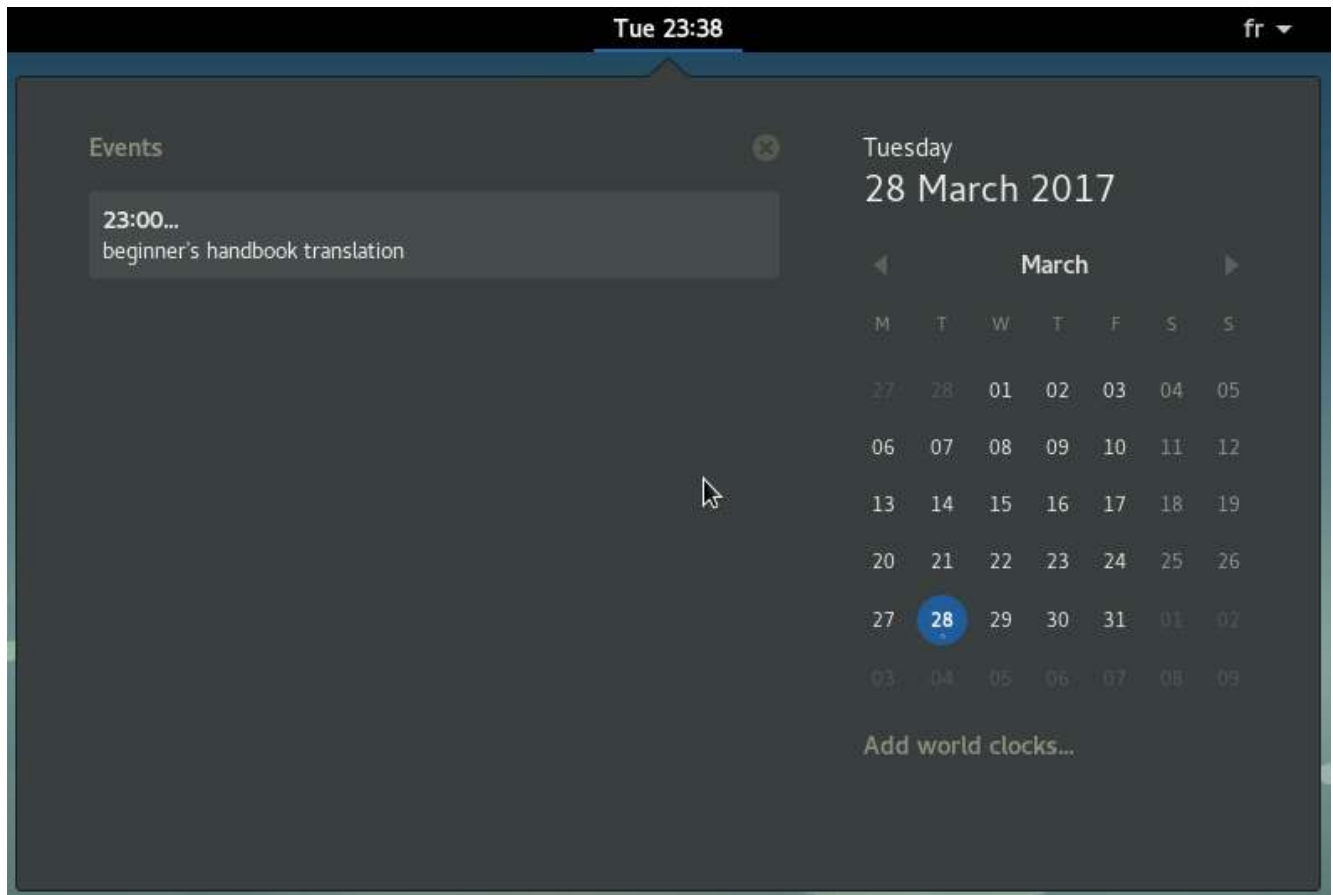 Tue 23:38
fr
Events
23:00...
beginner's handbook translation
Tuesday
28 March 2017
March
M T W T F S S
27 28 01 02 03 04 05
06 07 08 09 10 11 12
13 14 15 16 17 18 19
20 21 22 23 24 25 26
27 28 29 30 31 01 02
03 04 05 06 07 08 09
Add world clocks...